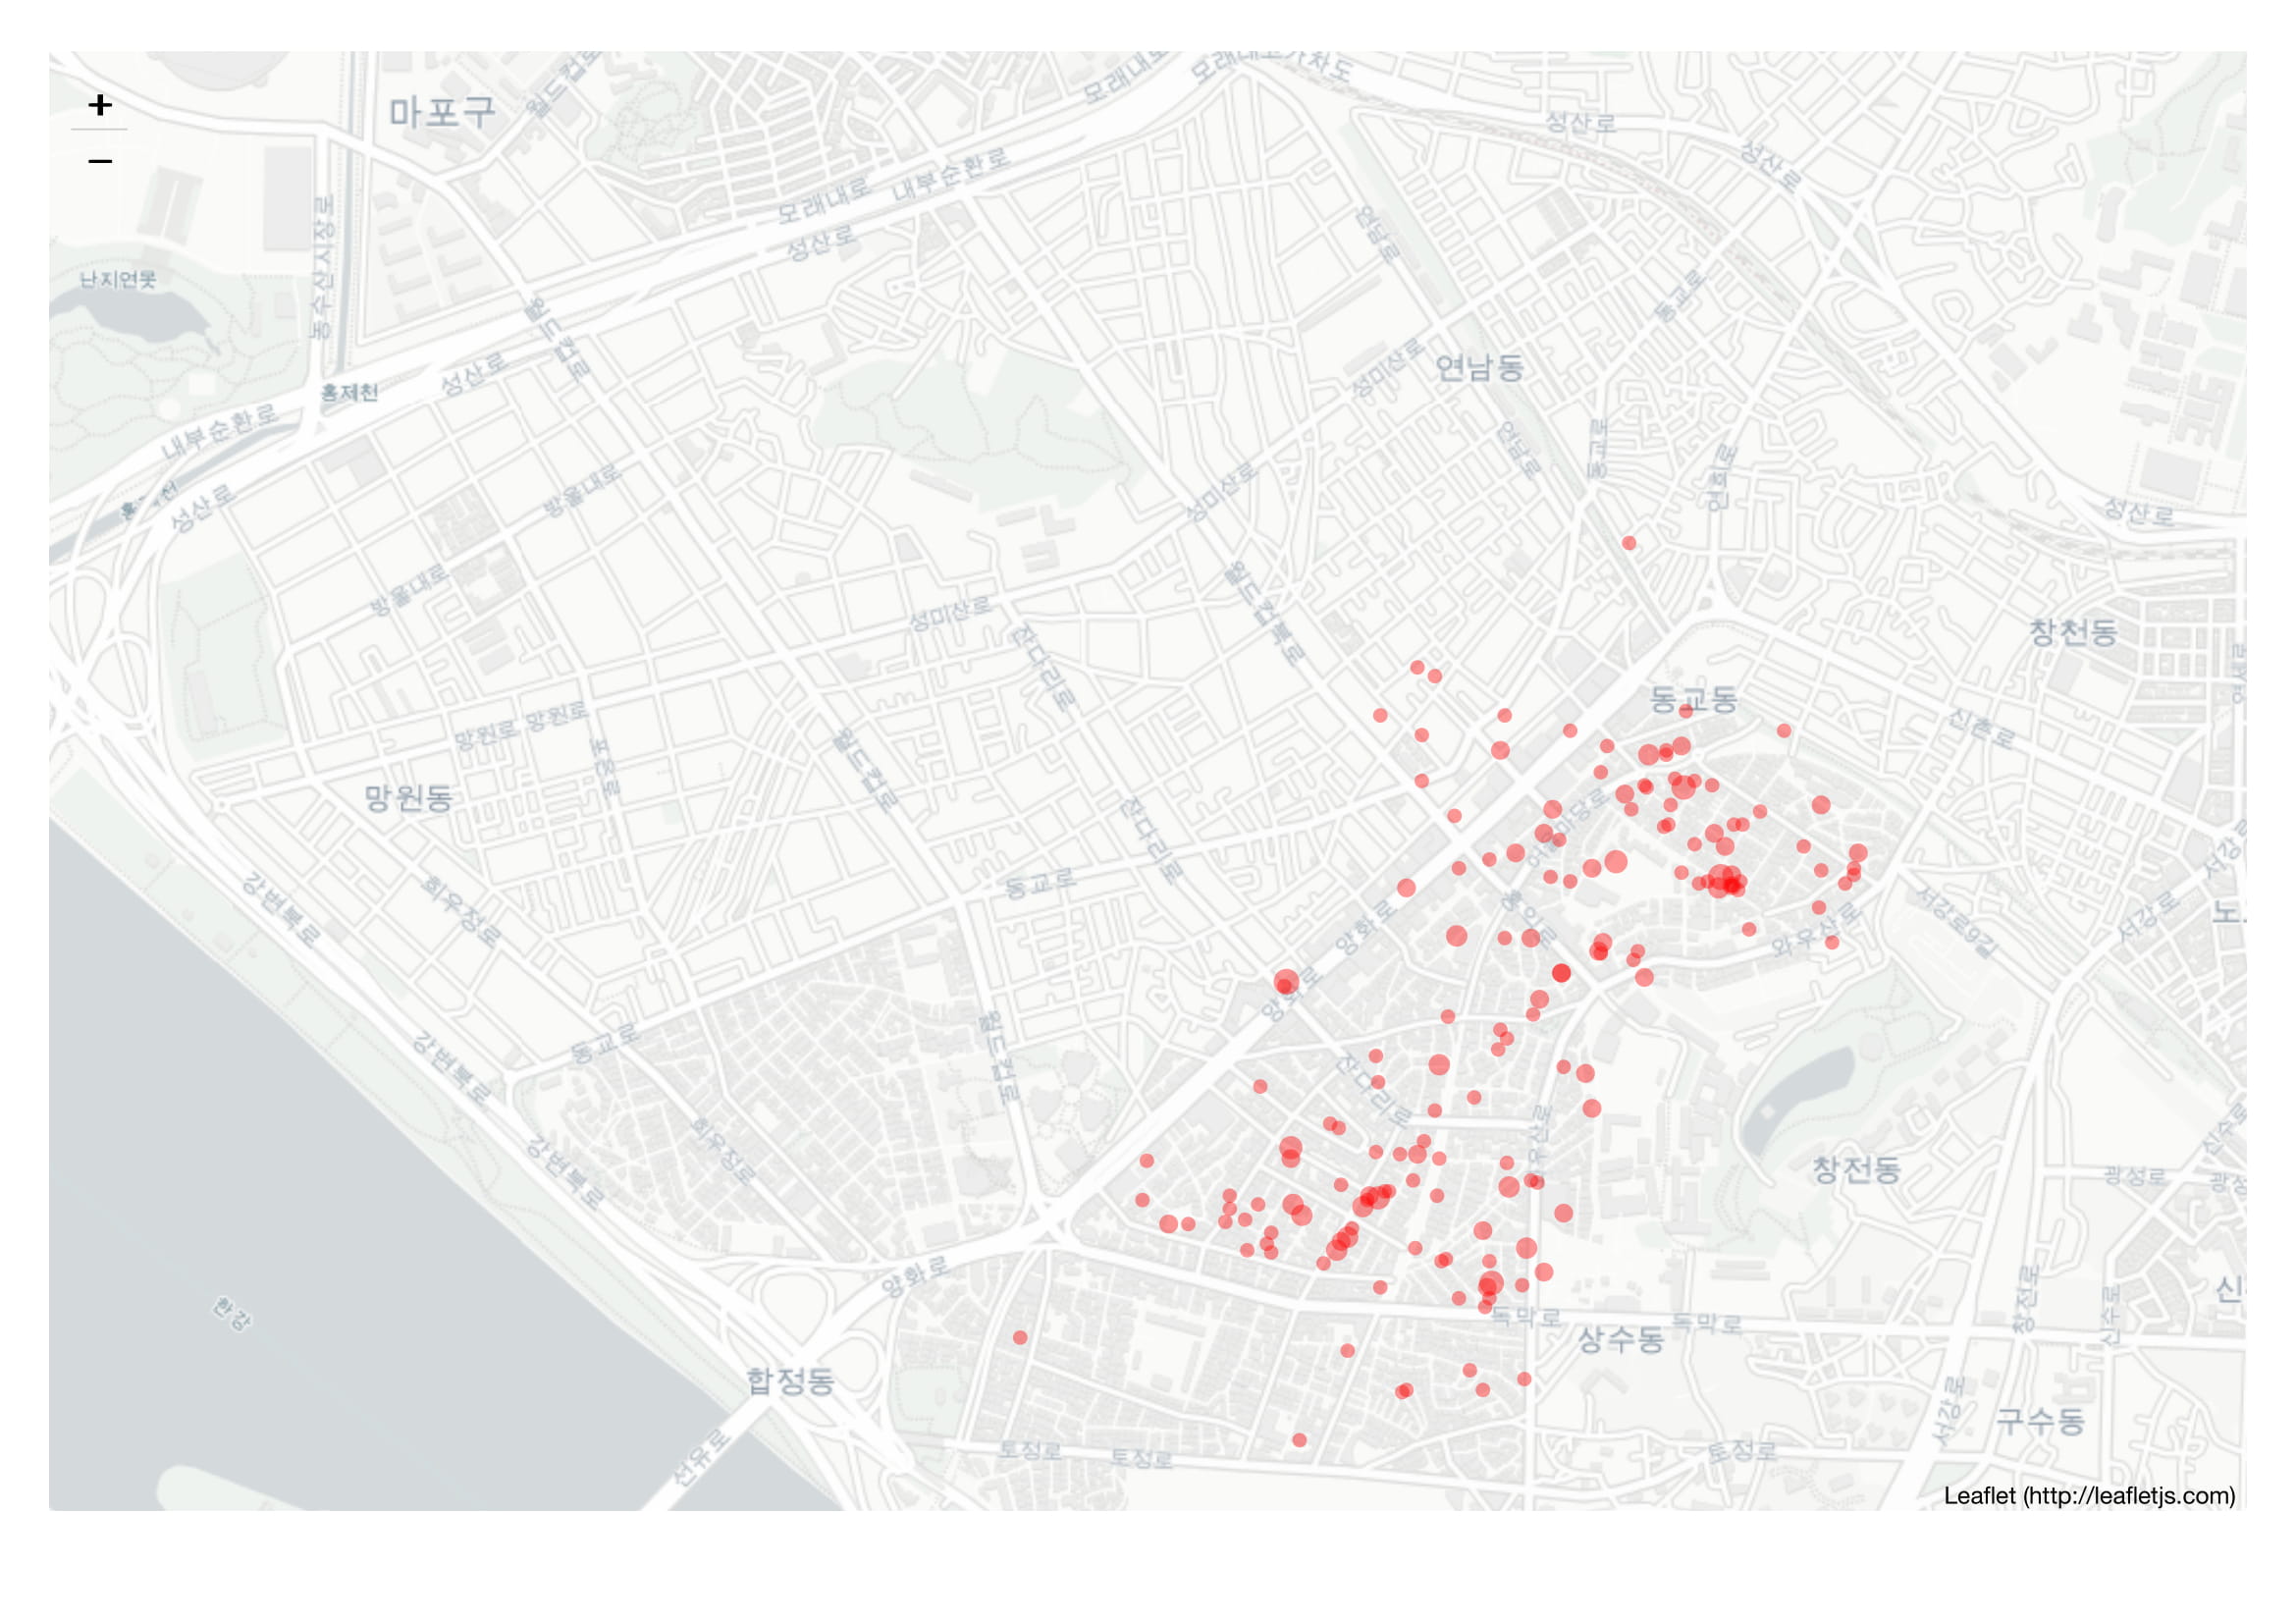 +
−
마포구
월드컵로
모래내로
모래내고가차도
성산로
성산로
모래내로
내부순환로
성산로
농수산시장로
난지연못
연남로
동교로
월드컵로
홍제천
성산로
내부순환로
성미산로
연남동
연남로
동교로
연희로
성산로
방울내로
성미산로
성산로
방울내로
성미산로
잔다리로
월드컵북로
창천동
동교동
신촌로
망원로
망원로
포은로
월드컵로
망원동
잔다리로
동교로
희우정로
강변북로
양화로
홍익로
와우산로
서강로9길
서강로
서강로
양화로
동교로
월드컵로
강변북로
잔다리로
희우정로
강변북로
와우산로
창전동
광성로
신수로
양화로
한강
독막로
독막로
상수동
창전로
신수로
합정동
서강로
구수동
선유로
토정로
토정로
토정로
Leaflet (http://leafletjs.com)